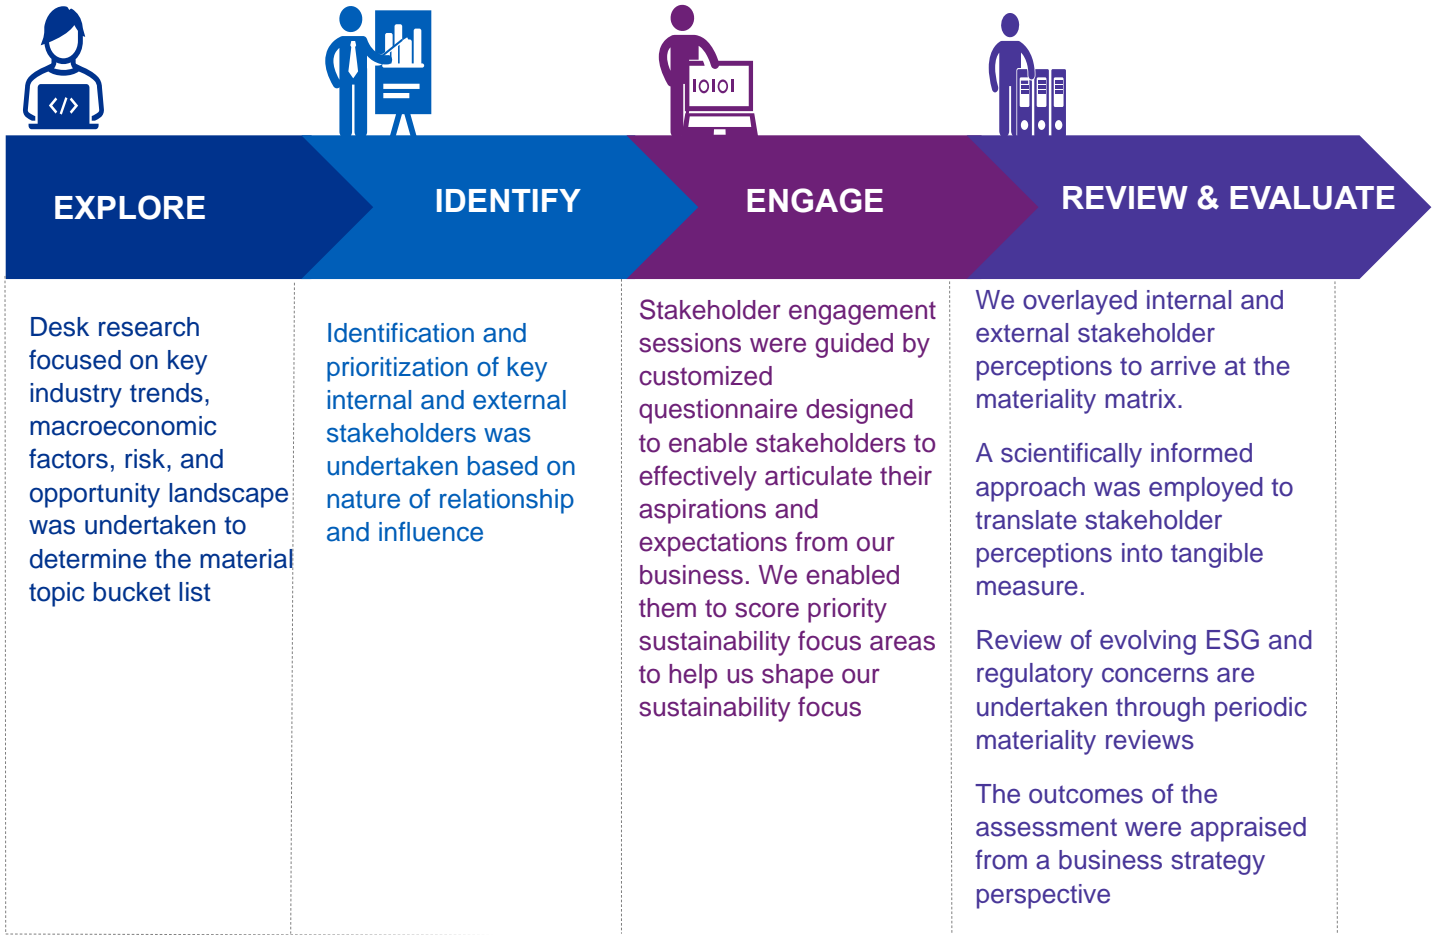 </>
IOIOI
EXPLORE
IDENTIFY
ENGAGE
REVIEW & EVALUATE
Desk research
focused on key
industry trends,
macroeconomic
factors, risk, and
opportunity landscape
was undertaken to
determine the material
topic bucket list
Identification and
prioritization of key
internal and external
stakeholders was
undertaken based on
nature of relationship
and influence
Stakeholder engagement
sessions were guided by
customized
questionnaire designed
to enable stakeholders to
effectively articulate their
aspirations and
expectations from our
business. We enabled
them to score priority
sustainability focus areas
to help us shape our
sustainability focus
We overlayed internal and
external stakeholder
perceptions to arrive at the
materiality matrix.
A scientifically informed
approach was employed to
translate stakeholder
perceptions into tangible
measure.
Review of evolving ESG and
regulatory concerns are
undertaken through periodic
materiality reviews
The outcomes of the
assessment were appraised
from a business strategy
perspective